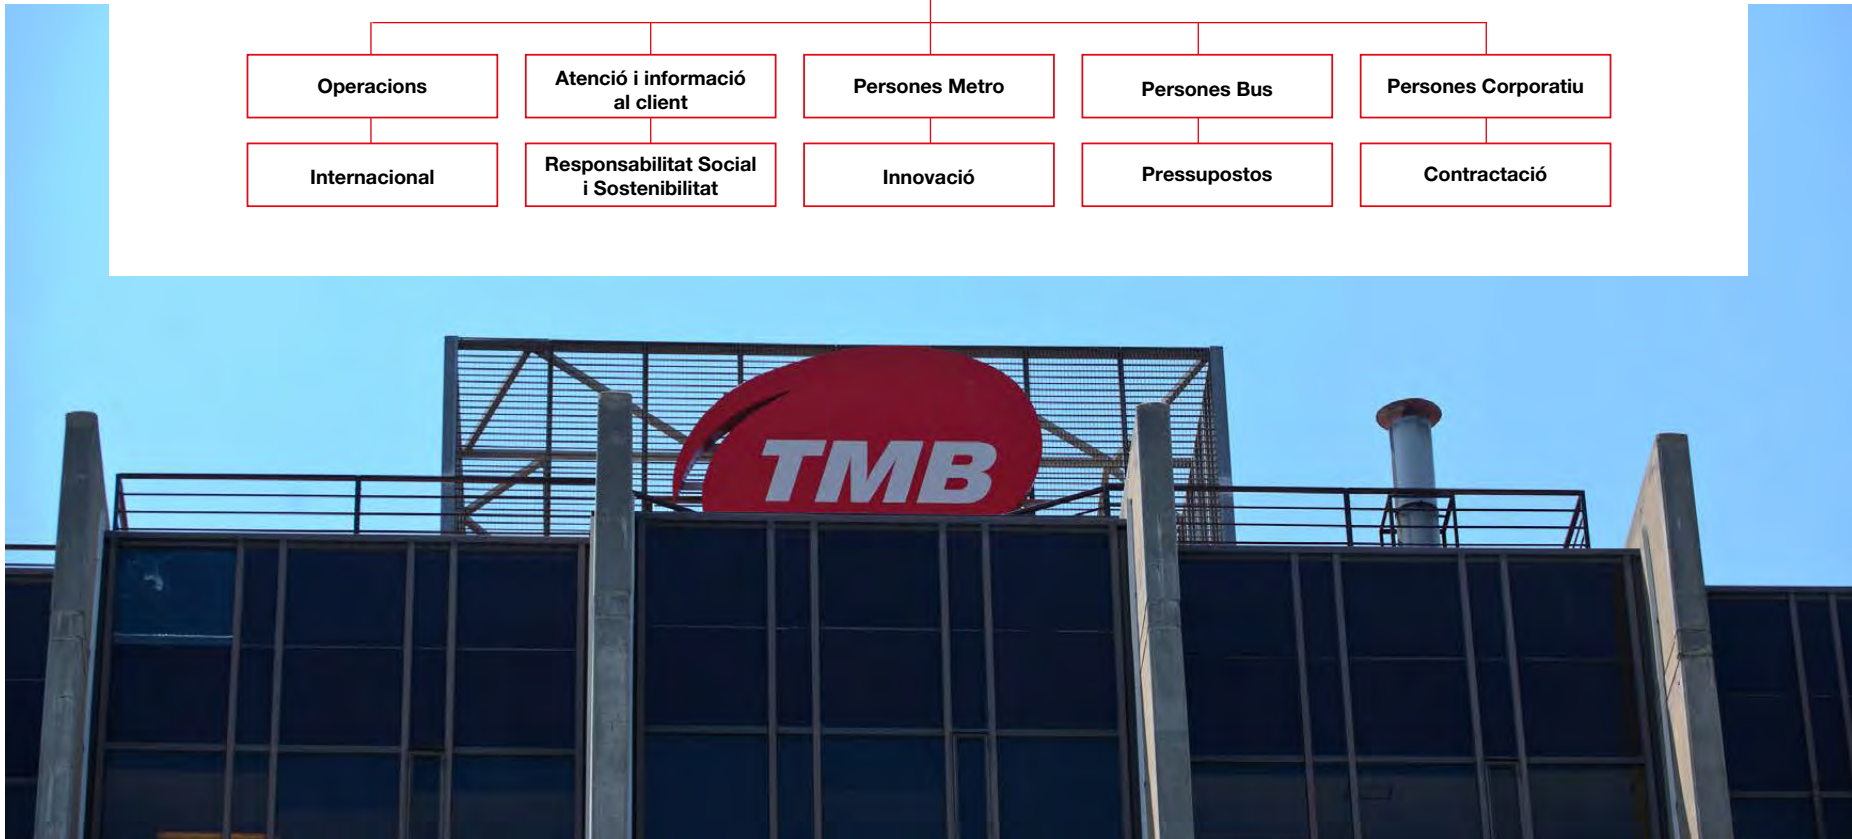 Operacions
Atenció i informació
al client
Persones Metro
Persones Bus
Persones Corporatiu
Internacional
Responsabilitat Social
i Sostenibilitat
Innovació
Pressupostos
Contractació
TMB